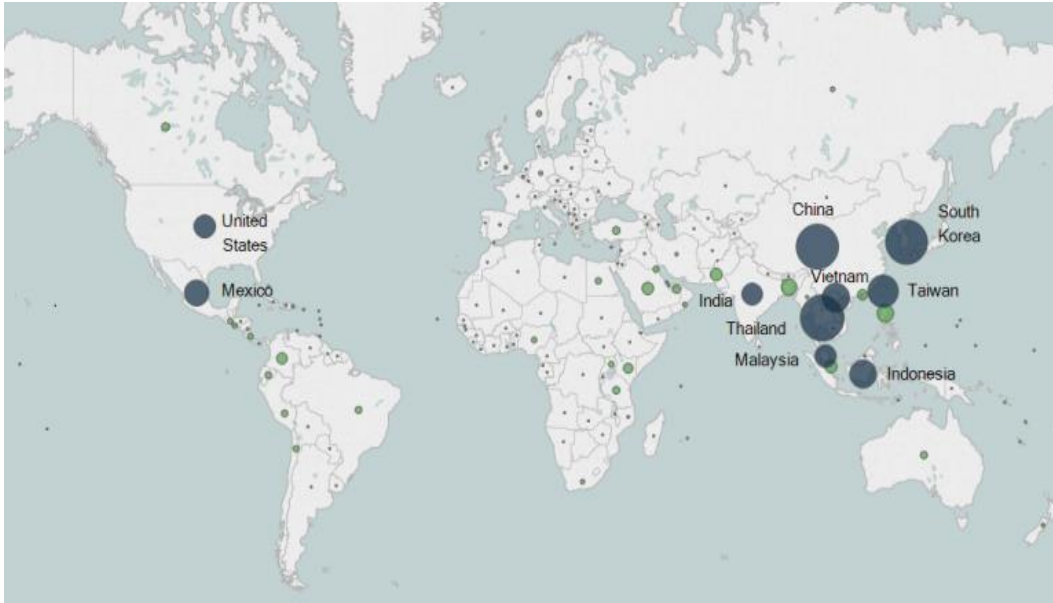 China
South
Korea
United
States
Vietnam
Mexico
India
Taiwan
Thailand
Malaysia
Indonesia